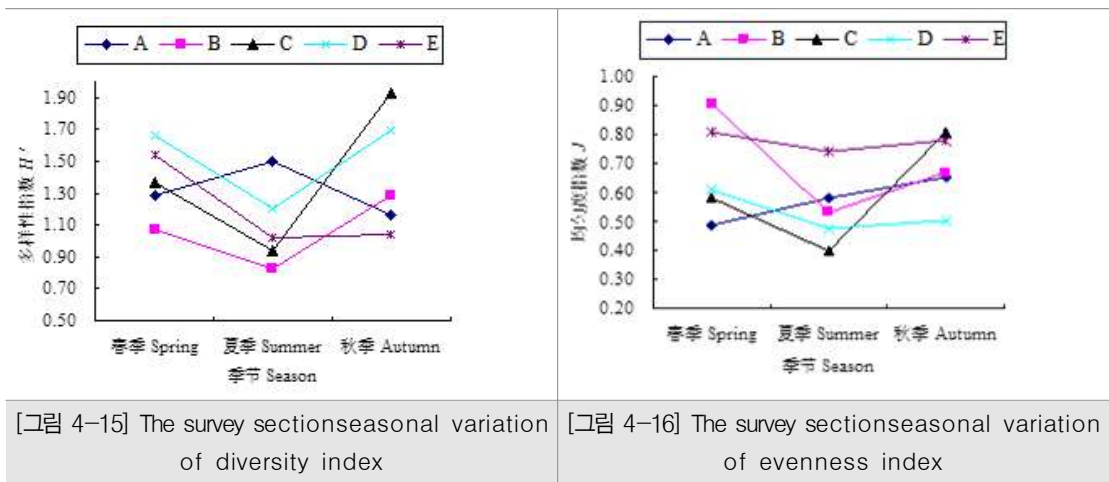 A B C D E
多样性指数 H'
1.90
1.70
1.50
1.30
1.10
0.90
0.70
0.50
春季 Spring 夏季 Summer 秋季 Autumn
季节 Season
A B C D E
均匀度指数 J
1.00
0.90
0.80
0.70
0.60
0.50
0.40
0.30
0.20
春季 Spring 夏季 Summer 秋季 Autumn
季节 Season
[그림 4-15] The survey sectionseasonal variation
of diversity index
[그림 4-16] The survey sectionseasonal variation
of evenness index